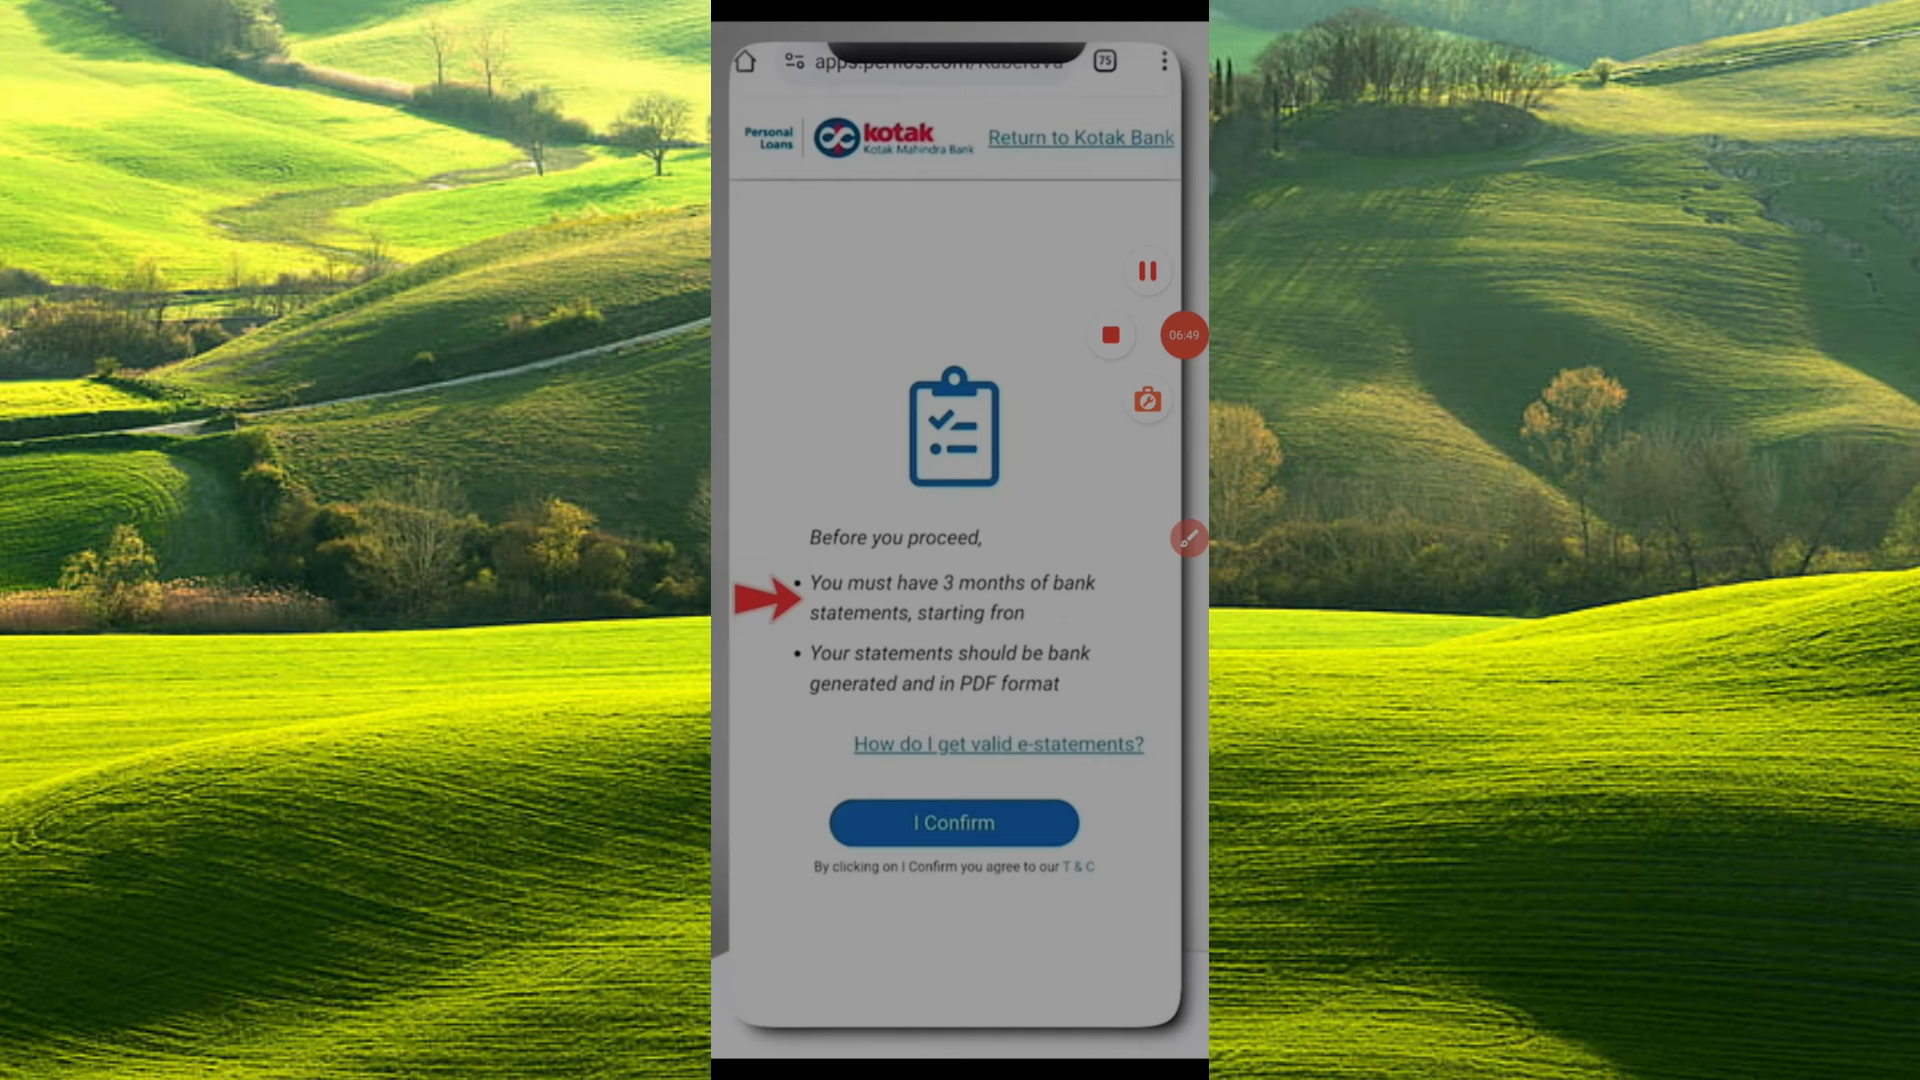 75
Personal Loans
kotak
Kotak Mahindra Bank
Return to Kotak Bank
06:49
Before you proceed,
• You must have 3 months of bank
statements, starting fron
• Your statements should be bank
generated and in PDF format
How do I get valid e-statements?
I Confirm
By clicking on I Confirm you agree to our T & C